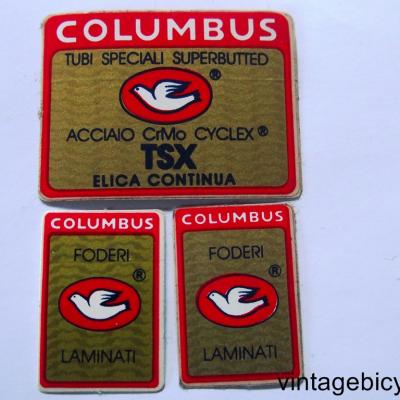 COLUMBUS
TUBI SPECIALI SUPERBUTTED
®
ACCIAIO CrMo CYCLEX®
TSX
ELICA CONTINUA
COLUMBUS
FODERI
®
LAMINATI
COLUMBUS
FODERI
®
LAMINATI
vintagebicy